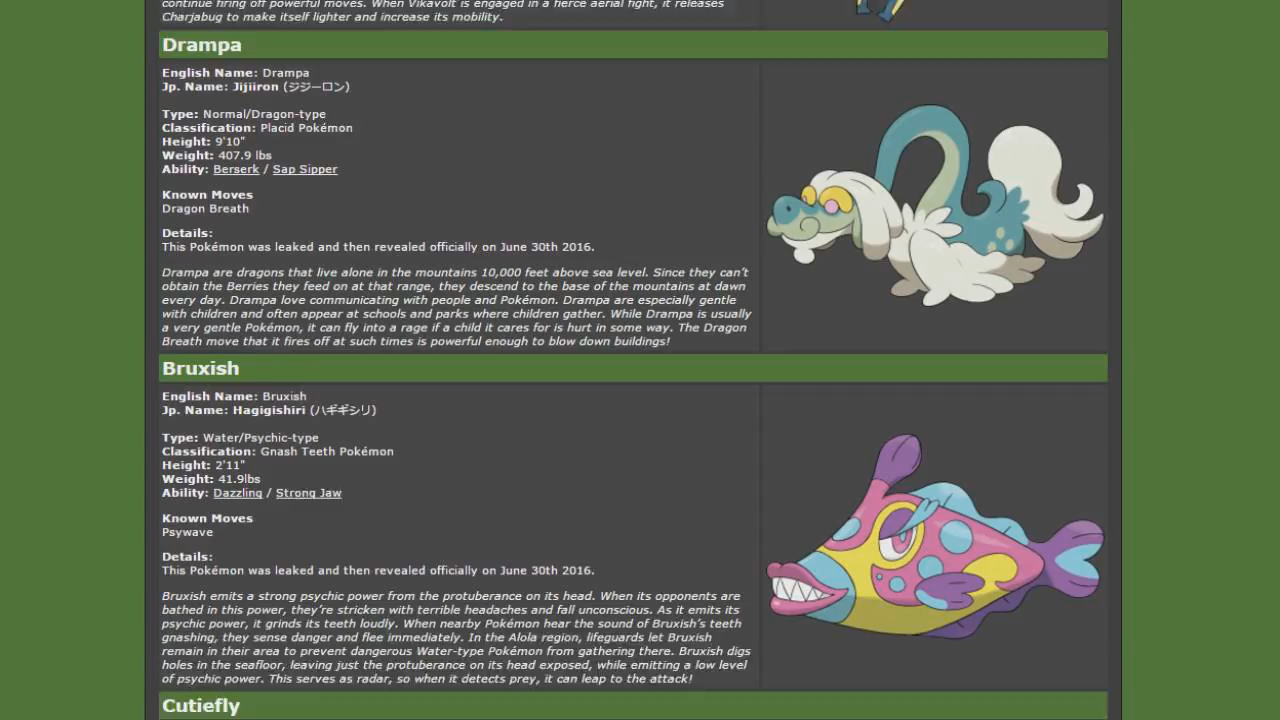 continue firing off powerful moves. When Vikavolt is engaged in a fierce aerial fight, it releases
Charjabug to make itself lighter and increase its mobility.
Drampa
English Name: Drampa
Jp. Name: Jijiiron (ジジーロン)
Type: Normal/Dragon-type
Classification: Placid Pokémon
Height: 9'10"
Weight: 407.9 lbs
Ability: Berserk / Sap Sipper
Known Moves
Dragon Breath
Details:
This Pokémon was leaked and then revealed officially on June 30th 2016.
Drampa are dragons that live alone in the mountains 10,000 feet above sea level. Since they can’t
obtain the Berries they feed on at that range, they descend to the base of the mountains at dawn
every day. Drampa love communicating with people and Pokémon. Drampa are especially gentle
with children and often appear at schools and parks where children gather. While Drampa is usually
a very gentle Pokémon, it can fly into a rage if a child it cares for is hurt in some way. The Dragon
Breath move that it fires off at such times is powerful enough to blow down buildings!
Bruxish
English Name: Bruxish
Jp. Name: Hagigishiri (ハギギシリ)
Type: Water/Psychic-type
Classification: Gnash Teeth Pokémon
Height: 2'11"
Weight: 41.9lbs
Ability: Dazzling / Strong Jaw
Known Moves
Psywave
Details:
This Pokémon was leaked and then revealed officially on June 30th 2016.
Bruxish emits a strong psychic power from the protuberance on its head. When its opponents are
bathed in this power, they’re stricken with terrible headaches and fall unconscious. As it emits its
psychic power, it grinds its teeth loudly. When nearby Pokémon hear the sound of Bruxish’s teeth
gnashing, they sense danger and flee immediately. In the Alola region, lifeguards let Bruxish
remain in their area to prevent dangerous Water-type Pokémon from gathering there. Bruxish digs
holes in the seafloor, leaving just the protuberance on its head exposed, while emitting a low level
of psychic power. This serves as radar, so when it detects prey, it can leap to the attack!
Cutiefly